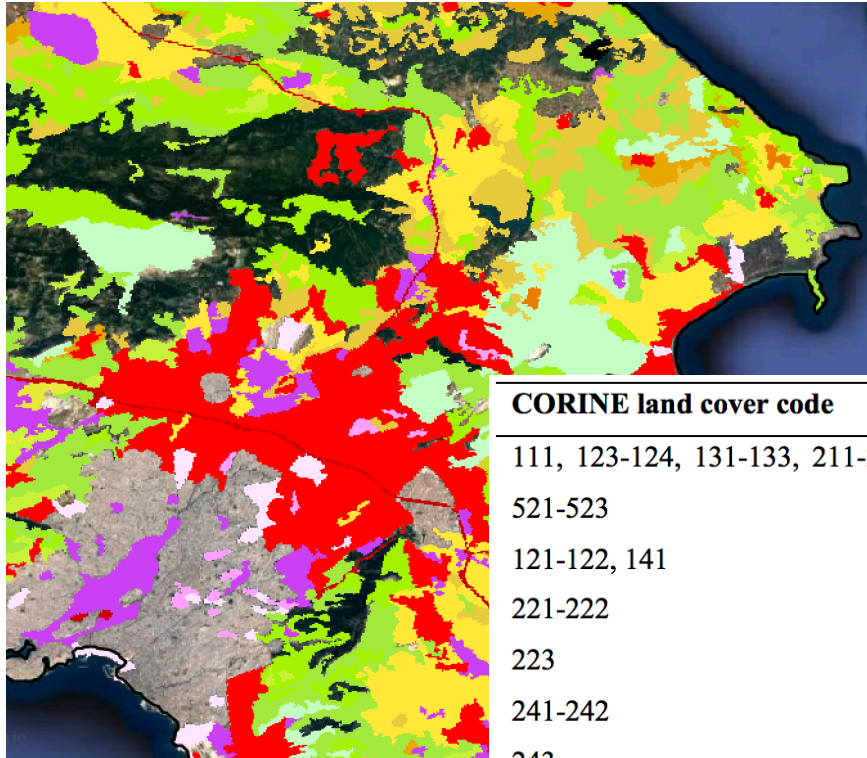 CORINE land cover code
111, 123-124, 131-133, 211-
521-523
121-122, 141
221-222
223
241-242